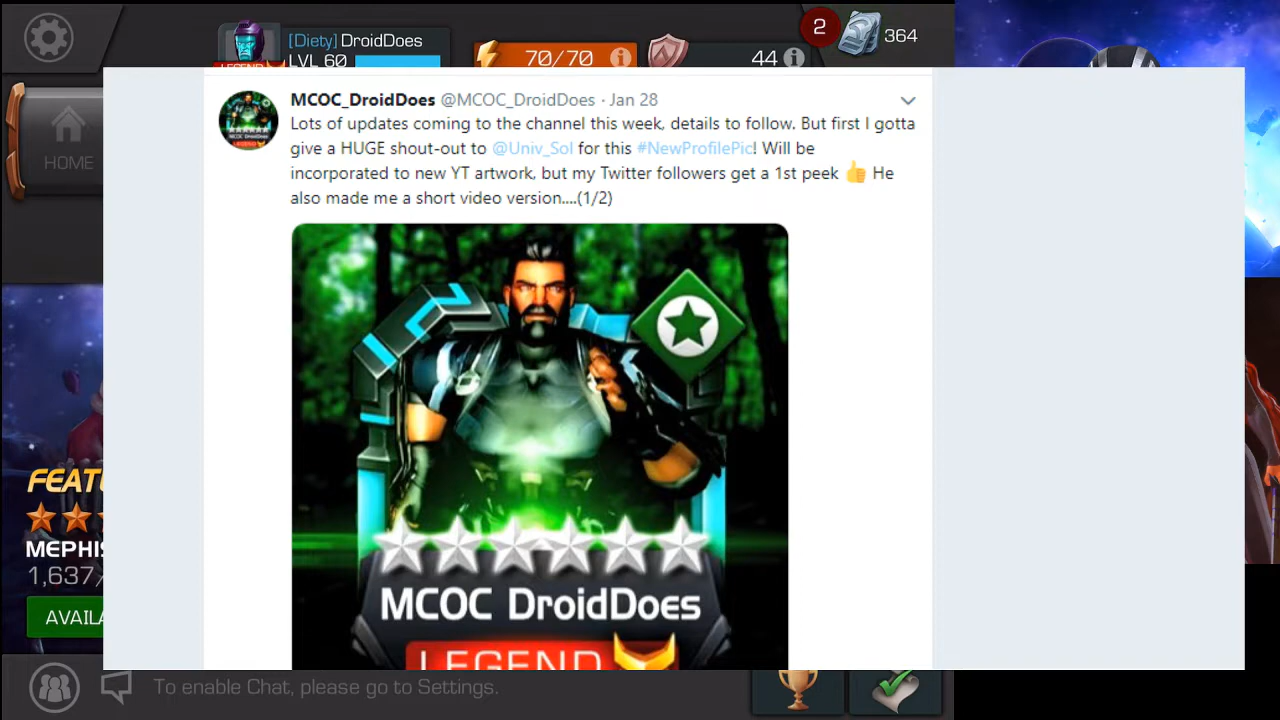 [Diety] DroidDoes
LVL 60
70/70
44
2
364
HOME
MCOC_DroidDoes @MCOC_DroidDoes · Jan 28
Lots of updates coming to the channel this week, details to follow. But first I gotta
give a HUGE shout-out to @Univ_Sol for this #NewProfilePic! Will be
incorporated to new YT artwork, but my Twitter followers get a 1st peek 👍 He
also made me a short video version....(1/2)
MCOC DroidDoes
LEGEND
FEAT
MEPHIS
1,637/
AVAILA
To enable Chat, please go to Settings.